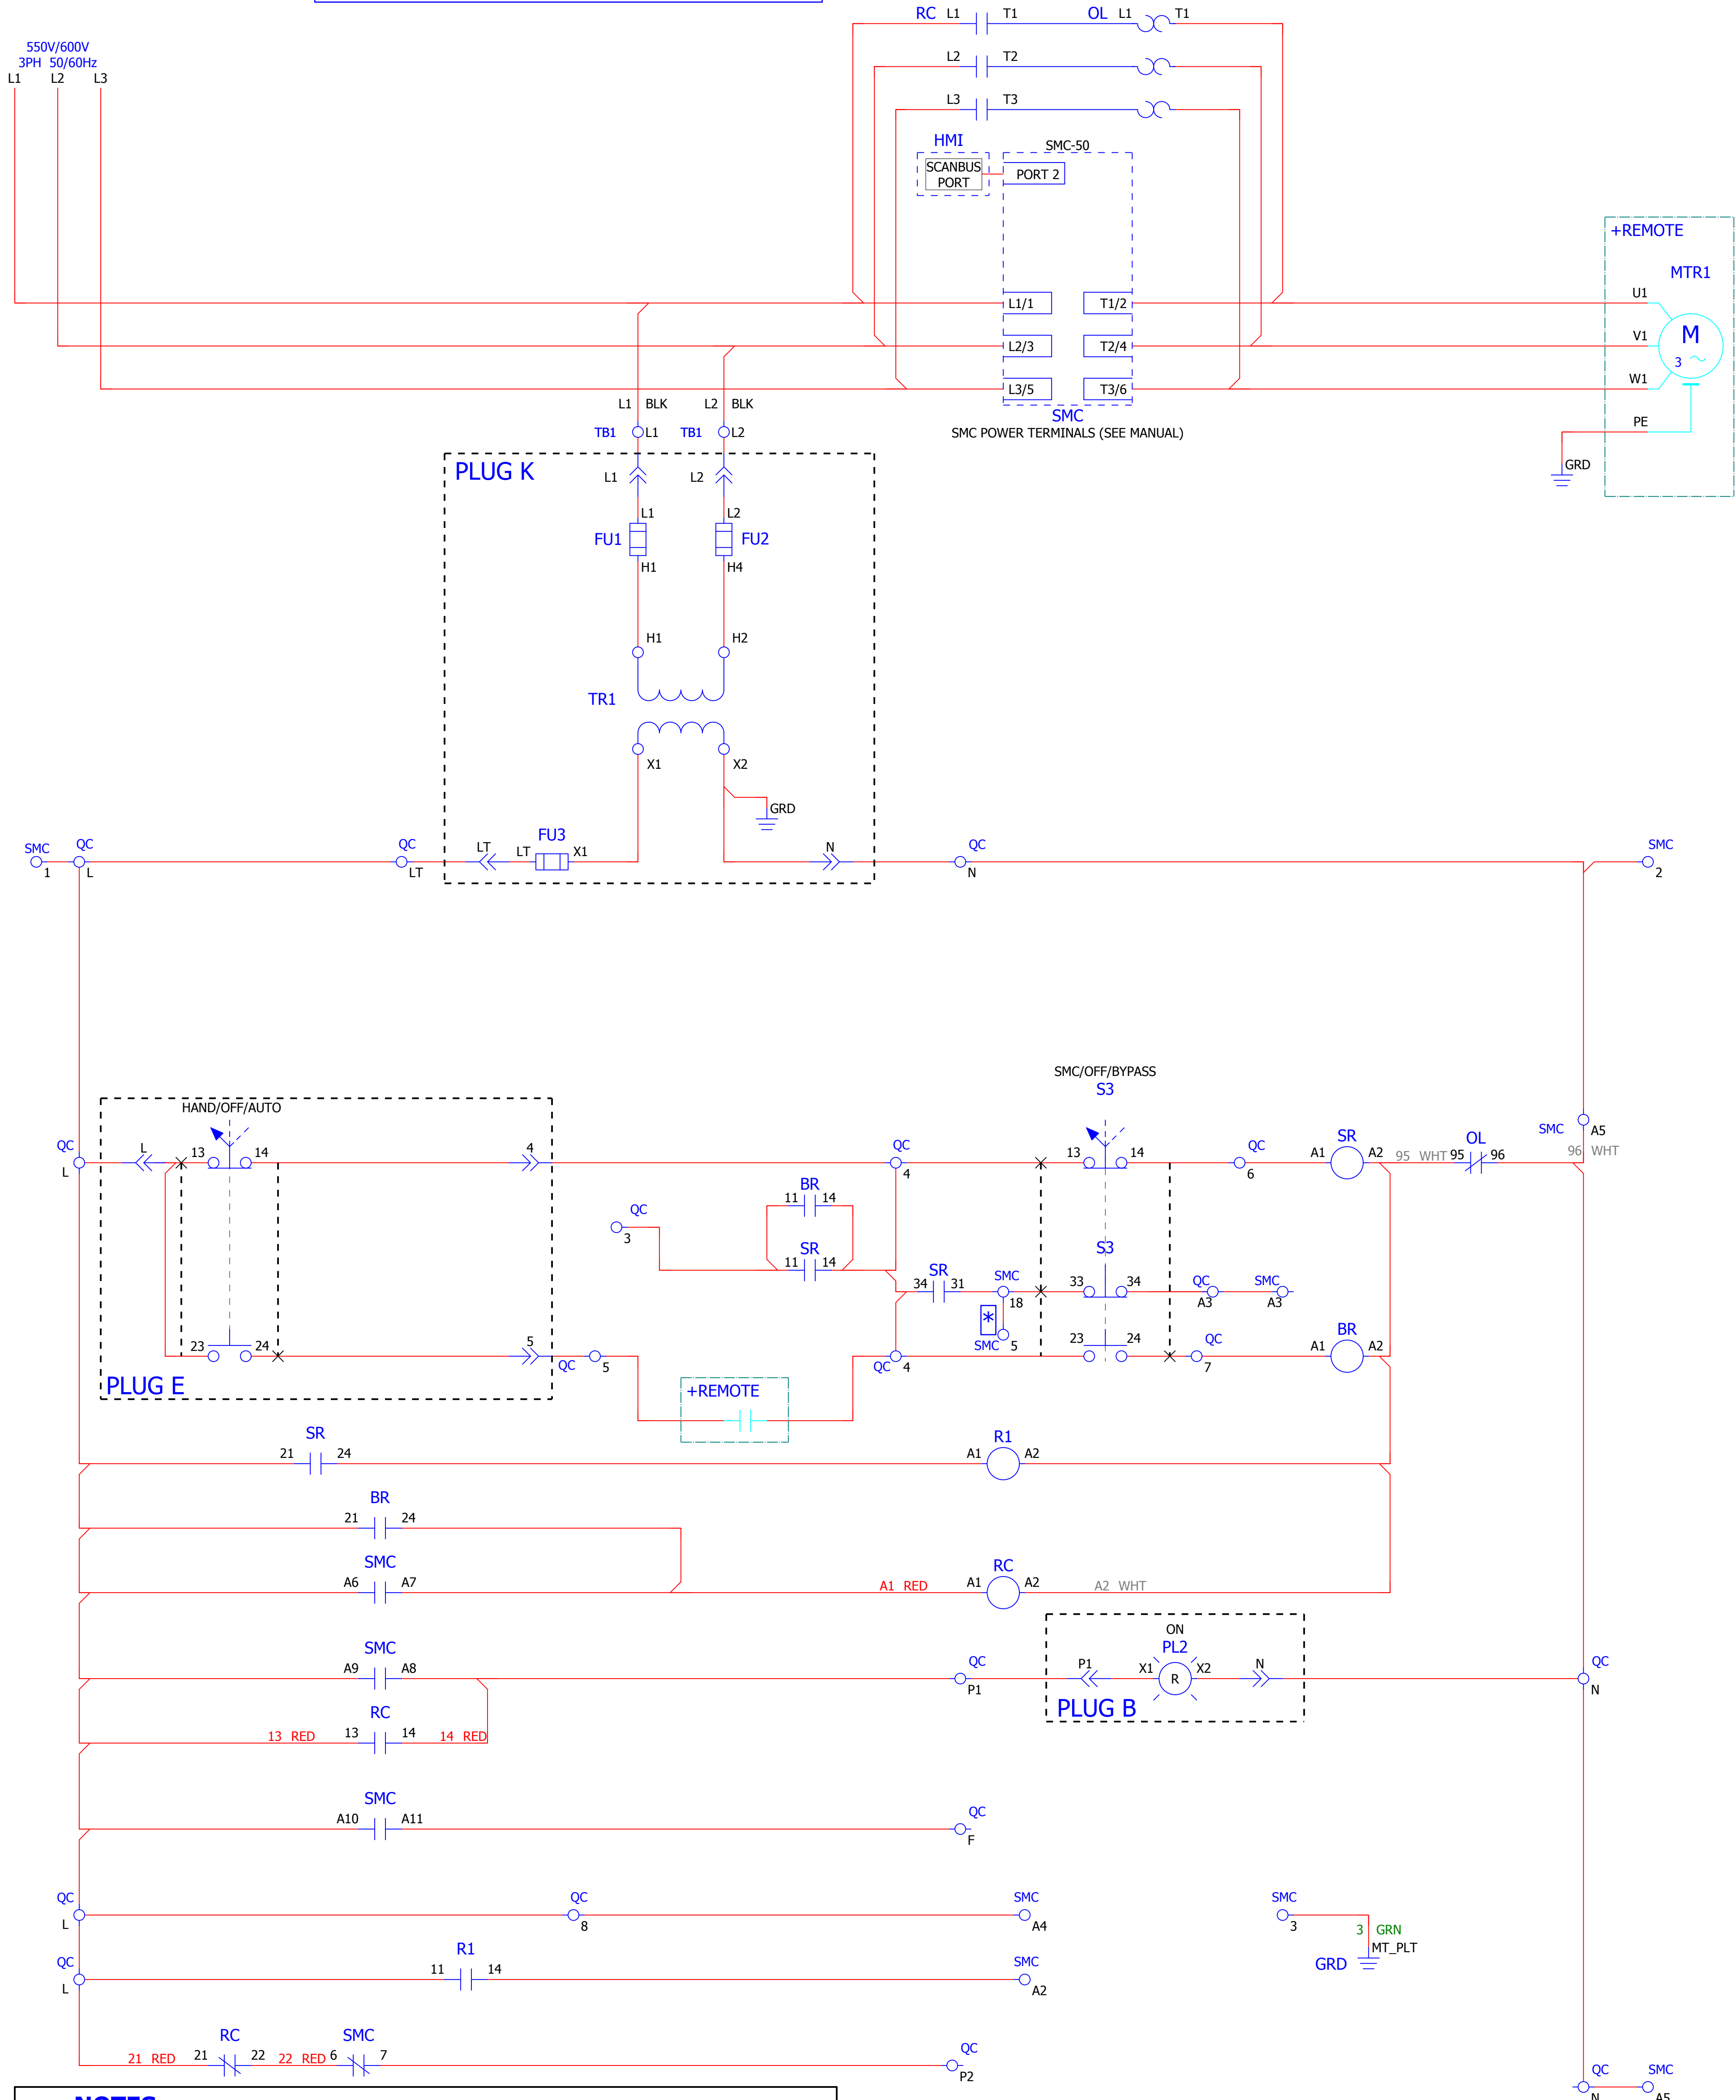 RC L1 T1 OL L1 T1
550V/600V
3PH 50/60Hz
L1 L2 L3
L2 T2
L3 T3
HMI
SMC-50
SCANBUS
PORT
PORT 2
+REMOTE
MTR1
U1
L1/1 T1/2
V1 M
3
L2/3 T2/4
W1
L3/5 T3/6
L1 BLK L2 BLK
SMC
PE
TB1 L1 TB1 L2
SMC POWER TERMINALS (SEE MANUAL)
GRD
PLUG K
L1 L2
L1 L2
FU1 FU2
H1 H4
H1 H2
TR1
X1 X2
GRD
FU3
SMC QC QC LT LT X1 N QC SMC
1 L LT N 2
SMC/OFF/BYPASS
S3
HAND/OFF/AUTO
SMC A5
QC L 13 14 4 QC 13 14 QC SR OL
L 4 6 A1 A2 95 WHT 95 96 96 WHT
BR
11 14
QC
3
SR
11 14
S3
SR
34 31 SMC 33 34 QC SMC
18 A3 A3
*
SMC 5
23 24 5 QC 5 QC 4 23 24 QC 7 BR A1 A2
PLUG E
+REMOTE
SR
21 24
R1
A1 A2
BR
21 24
SMC
A6 A7
RC
A1 RED A1 A2 A2 WHT
ON
SMC
A9 A8
PL2
QC P1 X1 R X2 N QC
P1 N
PLUG B
RC
13 RED 13 14 14 RED
SMC
A10 A11
QC
F
QC QC SMC SMC
L 8 A4 3
3 GRN
MT_PLT
GRD
QC R1 SMC
L 11 14 A2
RC SMC
21 RED 21 22 22 RED 6 7 QC
P2
QC SMC
N A5
NOTES